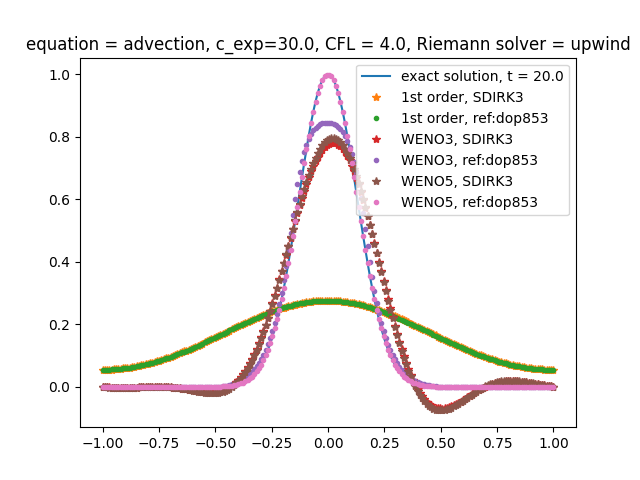 equation = advection, c_exp=30.0, CFL = 4.0, Riemann solver = upwind
exact solution, t = 20.0
1st order, SDIRK3
1st order, ref:dop853
WENO3, SDIRK3
WENO3, ref:dop853
WENO5, SDIRK3
WENO5, ref:dop853
1.0
0.8
0.6
0.4
0.2
0.0
−1.00 −0.75 −0.50 −0.25 0.00 0.25 0.50 0.75 1.00